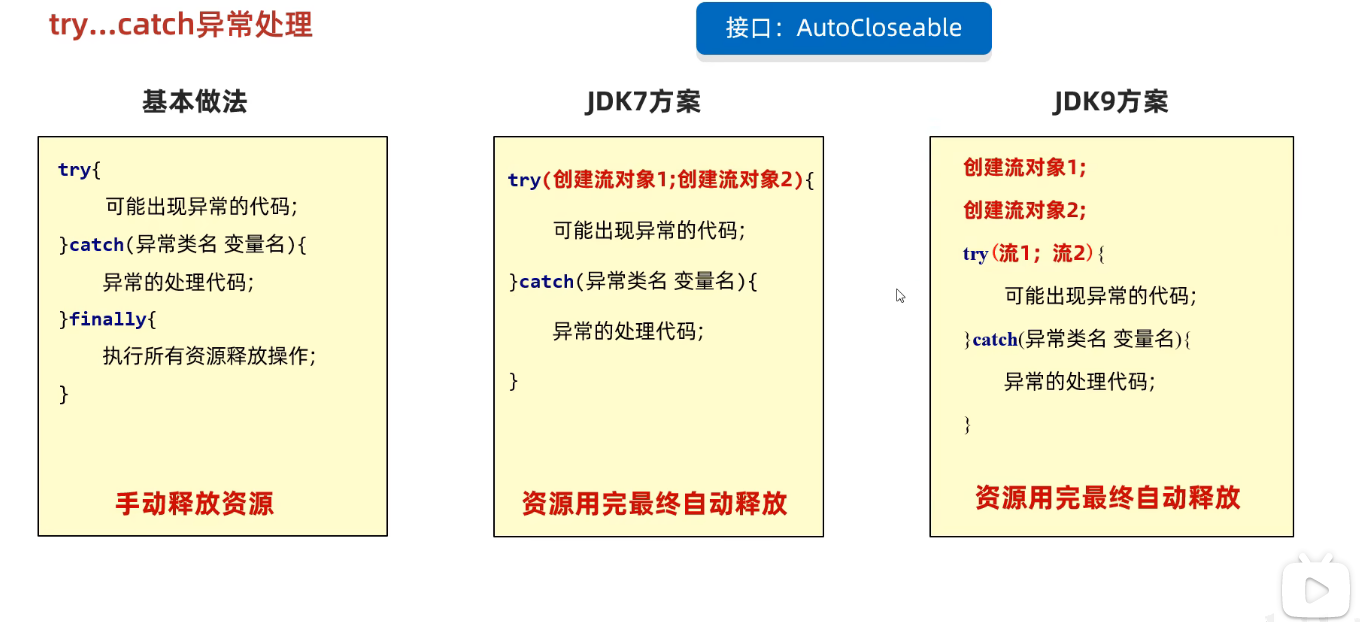 try...catch异常处理
接口：AutoCloseable
基本做法
try{
可能出现异常的代码;
}catch(异常类名 变量名){
异常的处理代码;
}finally{
执行所有资源释放操作;
}
手动释放资源
JDK7方案
try(创建流对象1;创建流对象2){
可能出现异常的代码;
}catch(异常类名 变量名){
异常的处理代码;
}
资源用完最终自动释放
JDK9方案
创建流对象1;
创建流对象2;
try(流1；流2){
可能出现异常的代码;
}catch(异常类名 变量名){
异常的处理代码;
}
资源用完最终自动释放